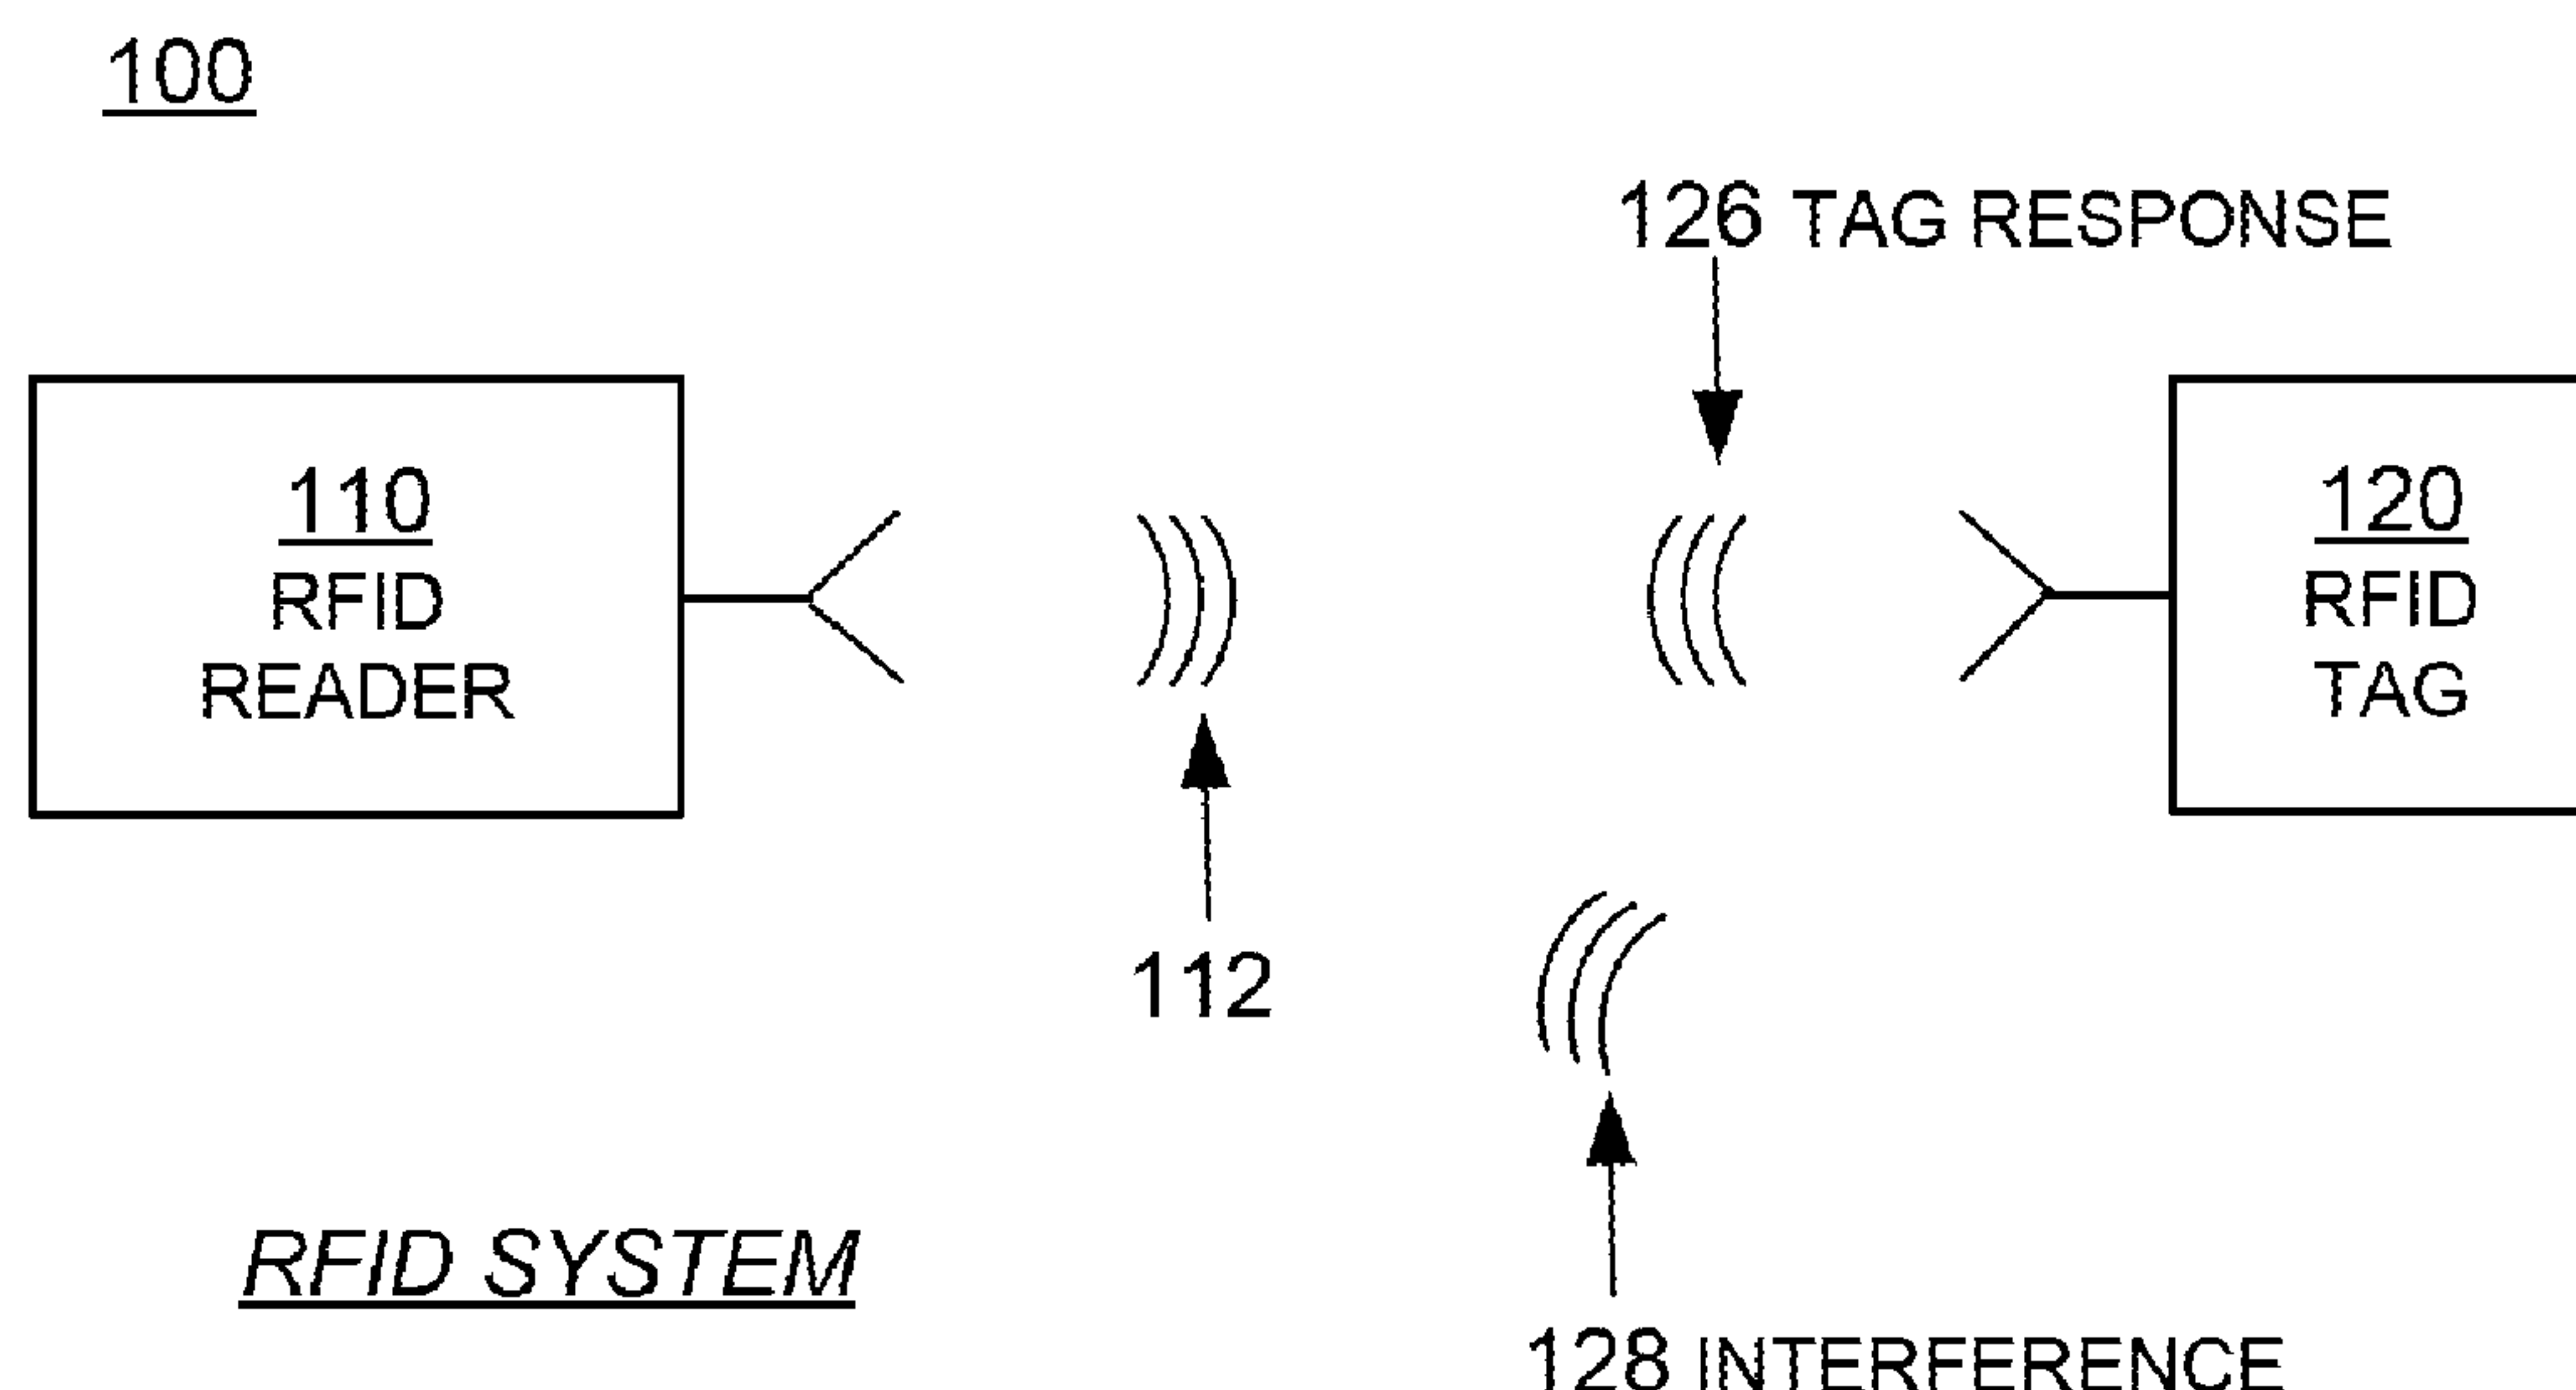 100
126 TAG RESPONSE
110
RFID
READER
120
RFID
TAG
112
RFID SYSTEM
128 INTERFERENCE